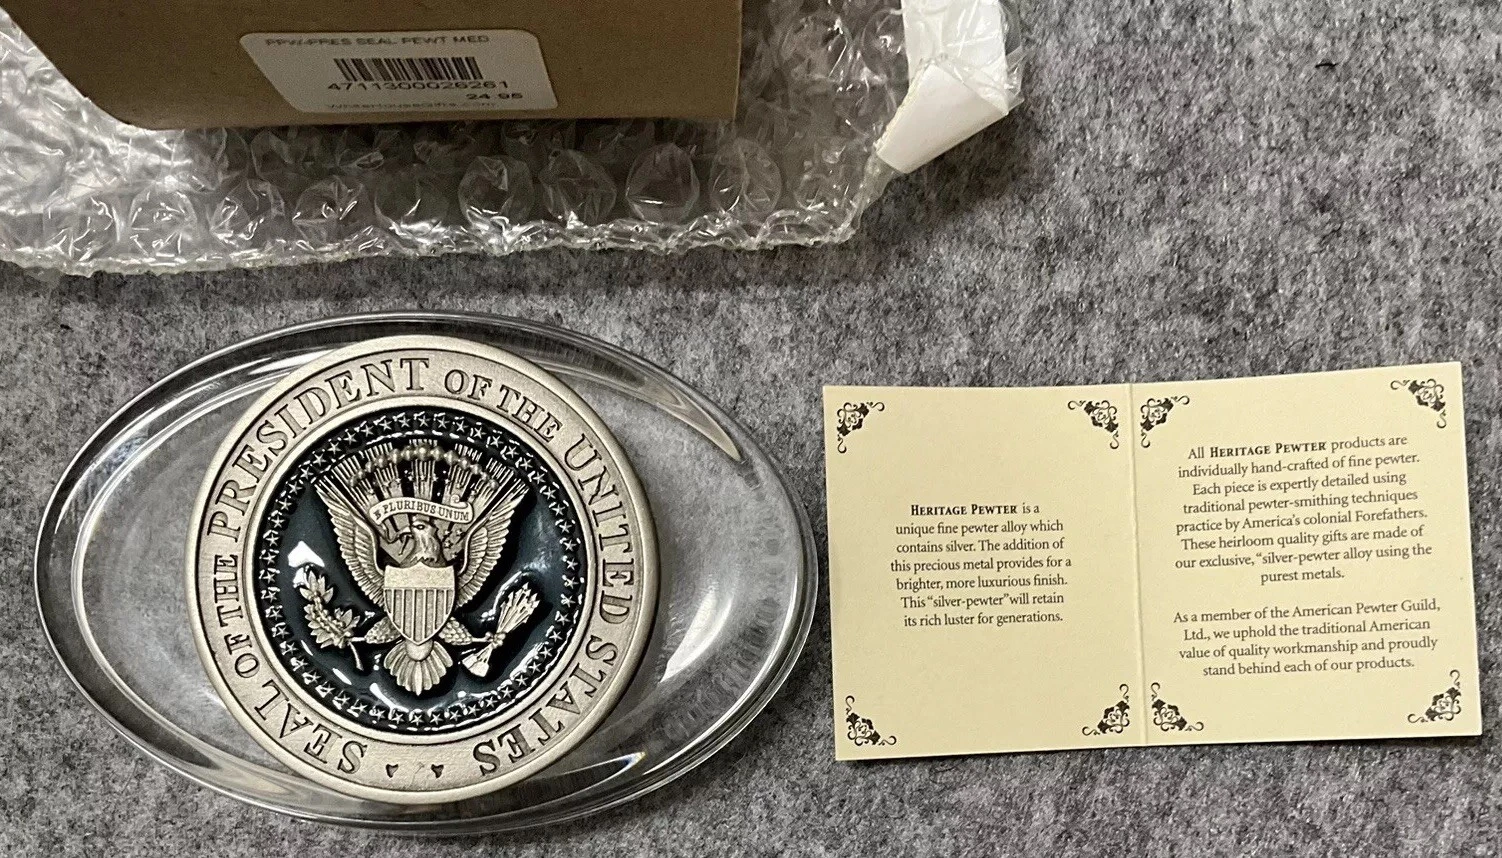 PPW-PRES SEAL PEWT MED
4711300026261
24.95
WhiteHouseGifts.com
SEAL OF THE PRESIDENT OF THE UNITED STATES
E PLURIBUS UNUM
HERITAGE PEWTER is a
unique fine pewter alloy which
contains silver. The addition of
this precious metal provides for a
brighter, more luxurious finish.
This "silver-pewter" will retain
its rich luster for generations.
All HERITAGE PEWTER products are
individually hand-crafted of fine pewter.
Each piece is expertly detailed using
traditional pewter-smithing techniques
practice by America's colonial Forefathers.
These heirloom quality gifts are made of
our exclusive, "silver-pewter alloy using the
purest metals.
As a member of the American Pewter Guild,
Ltd., we uphold the traditional American
value of quality workmanship and proudly
stand behind each of our products.